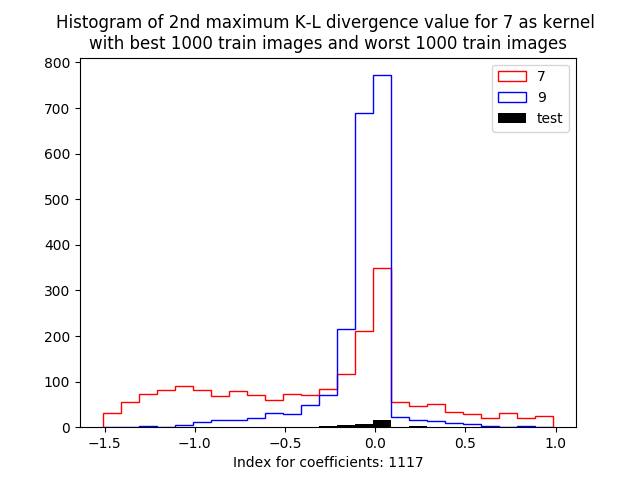 Histogram of 2nd maximum K-L divergence value for 7 as kernel
with best 1000 train images and worst 1000 train images
800
700
600
500
400
300
200
100
0
7
9
test
−1.5 −1.0 −0.5 0.0 0.5 1.0
Index for coefficients: 1117